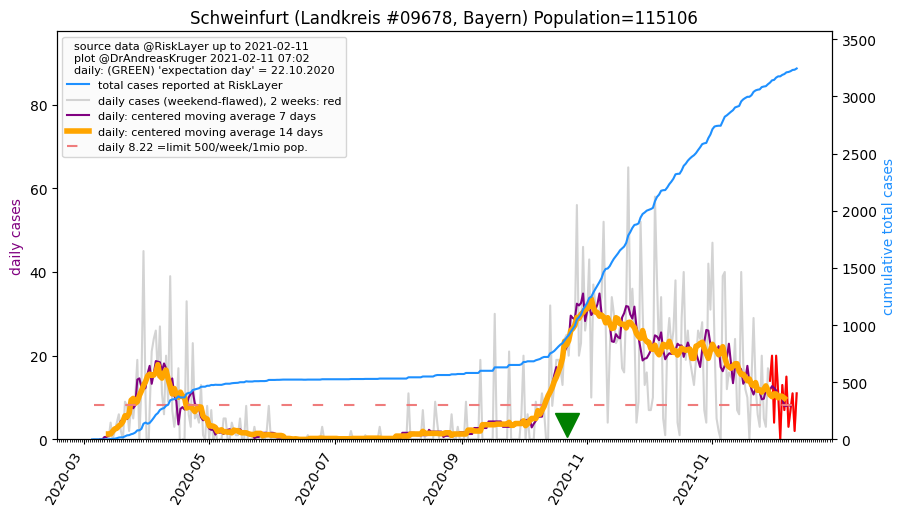 Schweinfurt (Landkreis #09678, Bayern) Population=115106
source data @RiskLayer up to 2021-02-11
plot @DrAndreasKruger 2021-02-11 07:02
daily: (GREEN) 'expectation day' = 22.10.2020
total cases reported at RiskLayer
daily cases (weekend-flawed), 2 weeks: red
daily: centered moving average 7 days
daily: centered moving average 14 days
daily 8.22 =limit 500/week/1mio pop.
daily cases
80
60
40
20
0
cumulative total cases
3500
3000
2500
2000
1500
1000
500
0
2020-03
2020-05
2020-07
2020-09
2020-11
2021-01